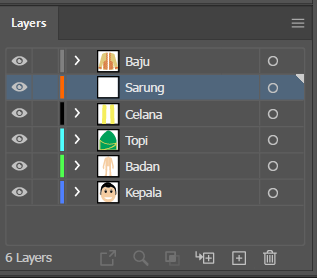 Layers
Baju
Sarung
Celana
Topi
Badan
Kepala
6 Layers